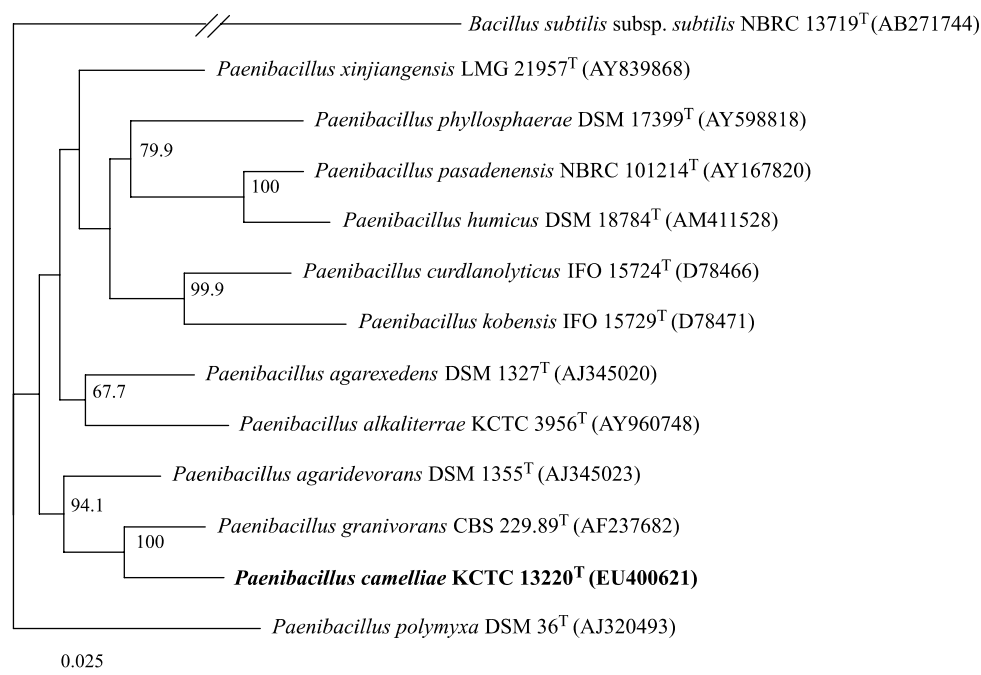 Bacillus subtilis subsp. subtilis NBRC 13719T (AB271744)
Paenibacillus xinjiangensis LMG 21957T (AY839868)
Paenibacillus phyllosphaerae DSM 17399T (AY598818)
79.9
Paenibacillus pasadenensis NBRC 101214T (AY167820)
100
Paenibacillus humicus DSM 18784T (AM411528)
Paenibacillus curdlanolyticus IFO 15724T (D78466)
99.9
Paenibacillus kobensis IFO 15729T (D78471)
Paenibacillus agarexedens DSM 1327T (AJ345020)
67.7
Paenibacillus alkaliterrae KCTC 3956T (AY960748)
Paenibacillus agaridevorans DSM 1355T (AJ345023)
94.1
Paenibacillus granivorans CBS 229.89T (AF237682)
100
Paenibacillus camelliae KCTC 13220T (EU400621)
Paenibacillus polymyxa DSM 36T (AJ320493)
0.025